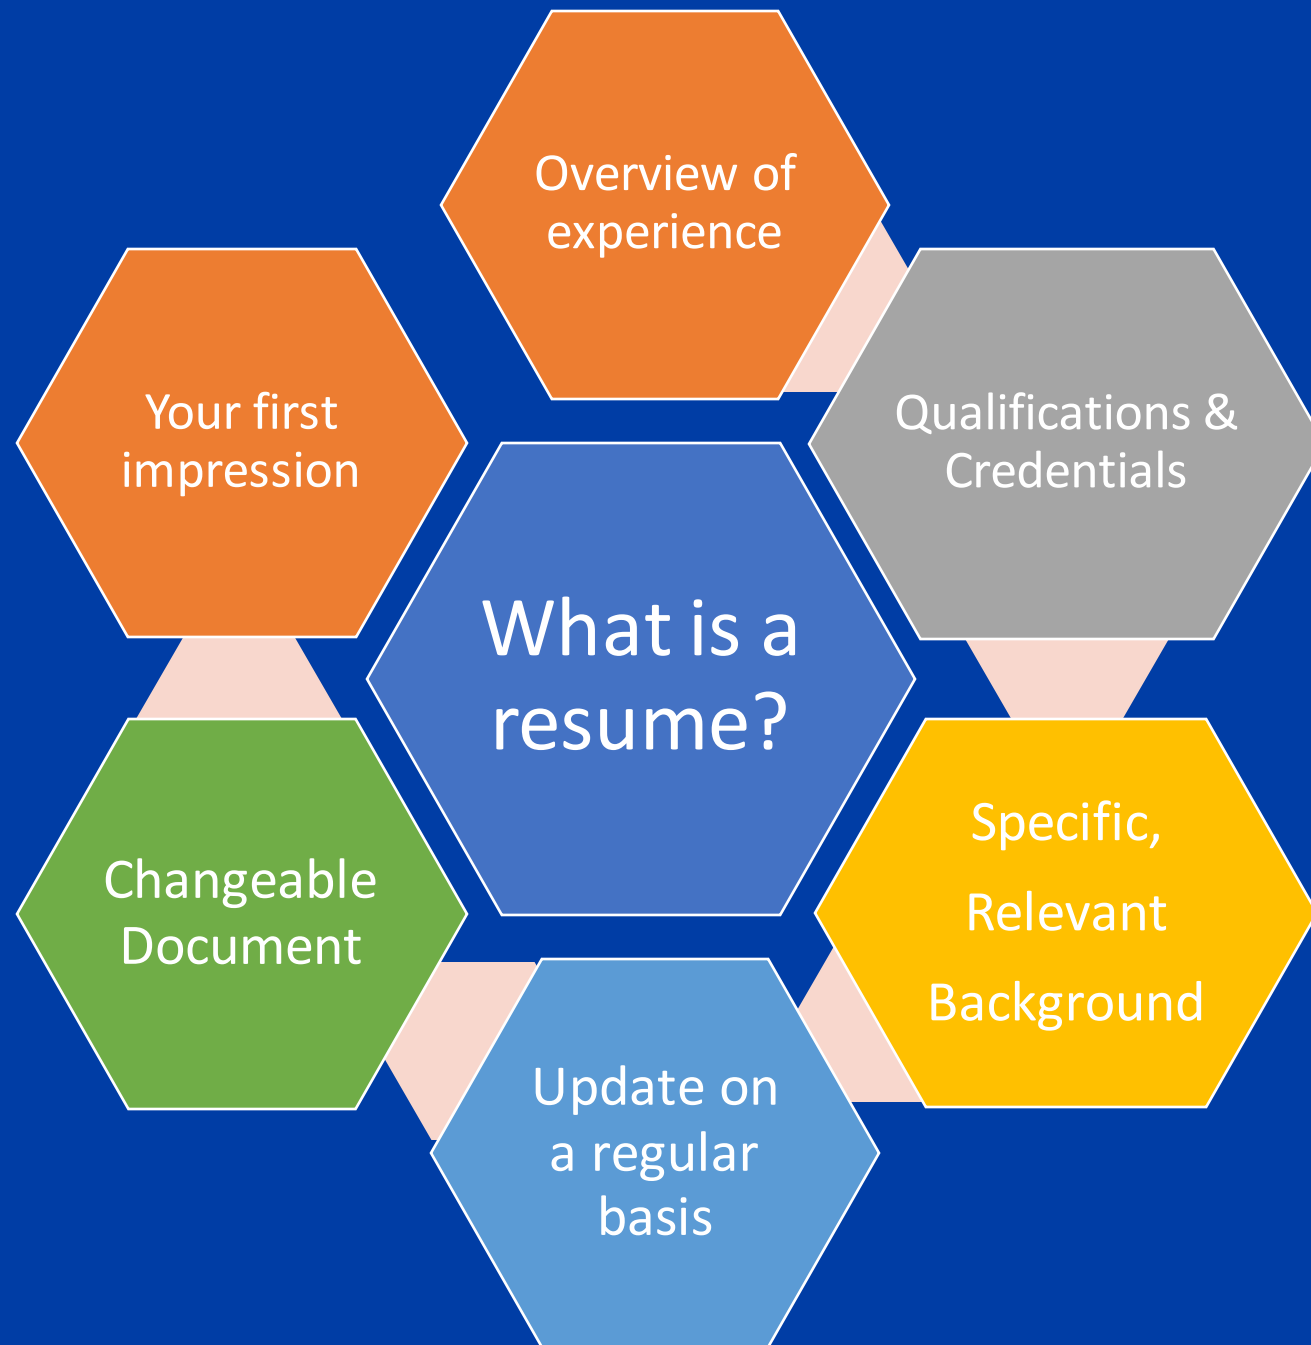 Overview of
experience
Your first
impression
Qualifications &
Credentials
What is a
resume?
Changeable
Document
Specific,
Relevant
Background
Update on
a regular
basis